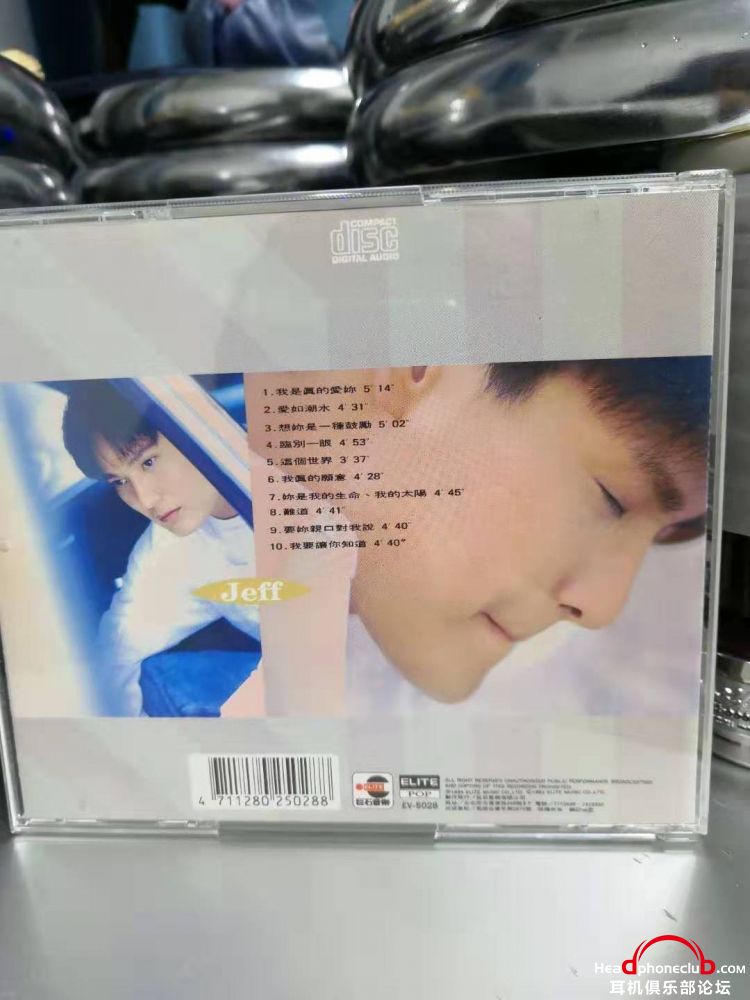 COMPACT
disc
DIGITAL AUDIO
1.我是眞的愛妳 5′14″
2.愛如潮水 4′31″
3.想妳是一種鼓勵 5′02″
4.臨別一眼 4′53″
5.這個世界 3′37″
6.我眞的願意 4′28″
7.妳是我的生命、我的太陽 4′45″
8.難道 4′41″
9.要妳親口對我說 4′40″
10.我要讓你知道 4′40″
Jeff
4 711280 250288
巨石音樂
ELITE
POP
EV-5028
ALL RIGHT RESERVED UNAUTHORIZED PUBLIC PERFORMANCE BROADCASTING
AND COPYING OF THIS RECORDING PROHIBITED
Headphoneclub.com
耳机俱乐部论坛